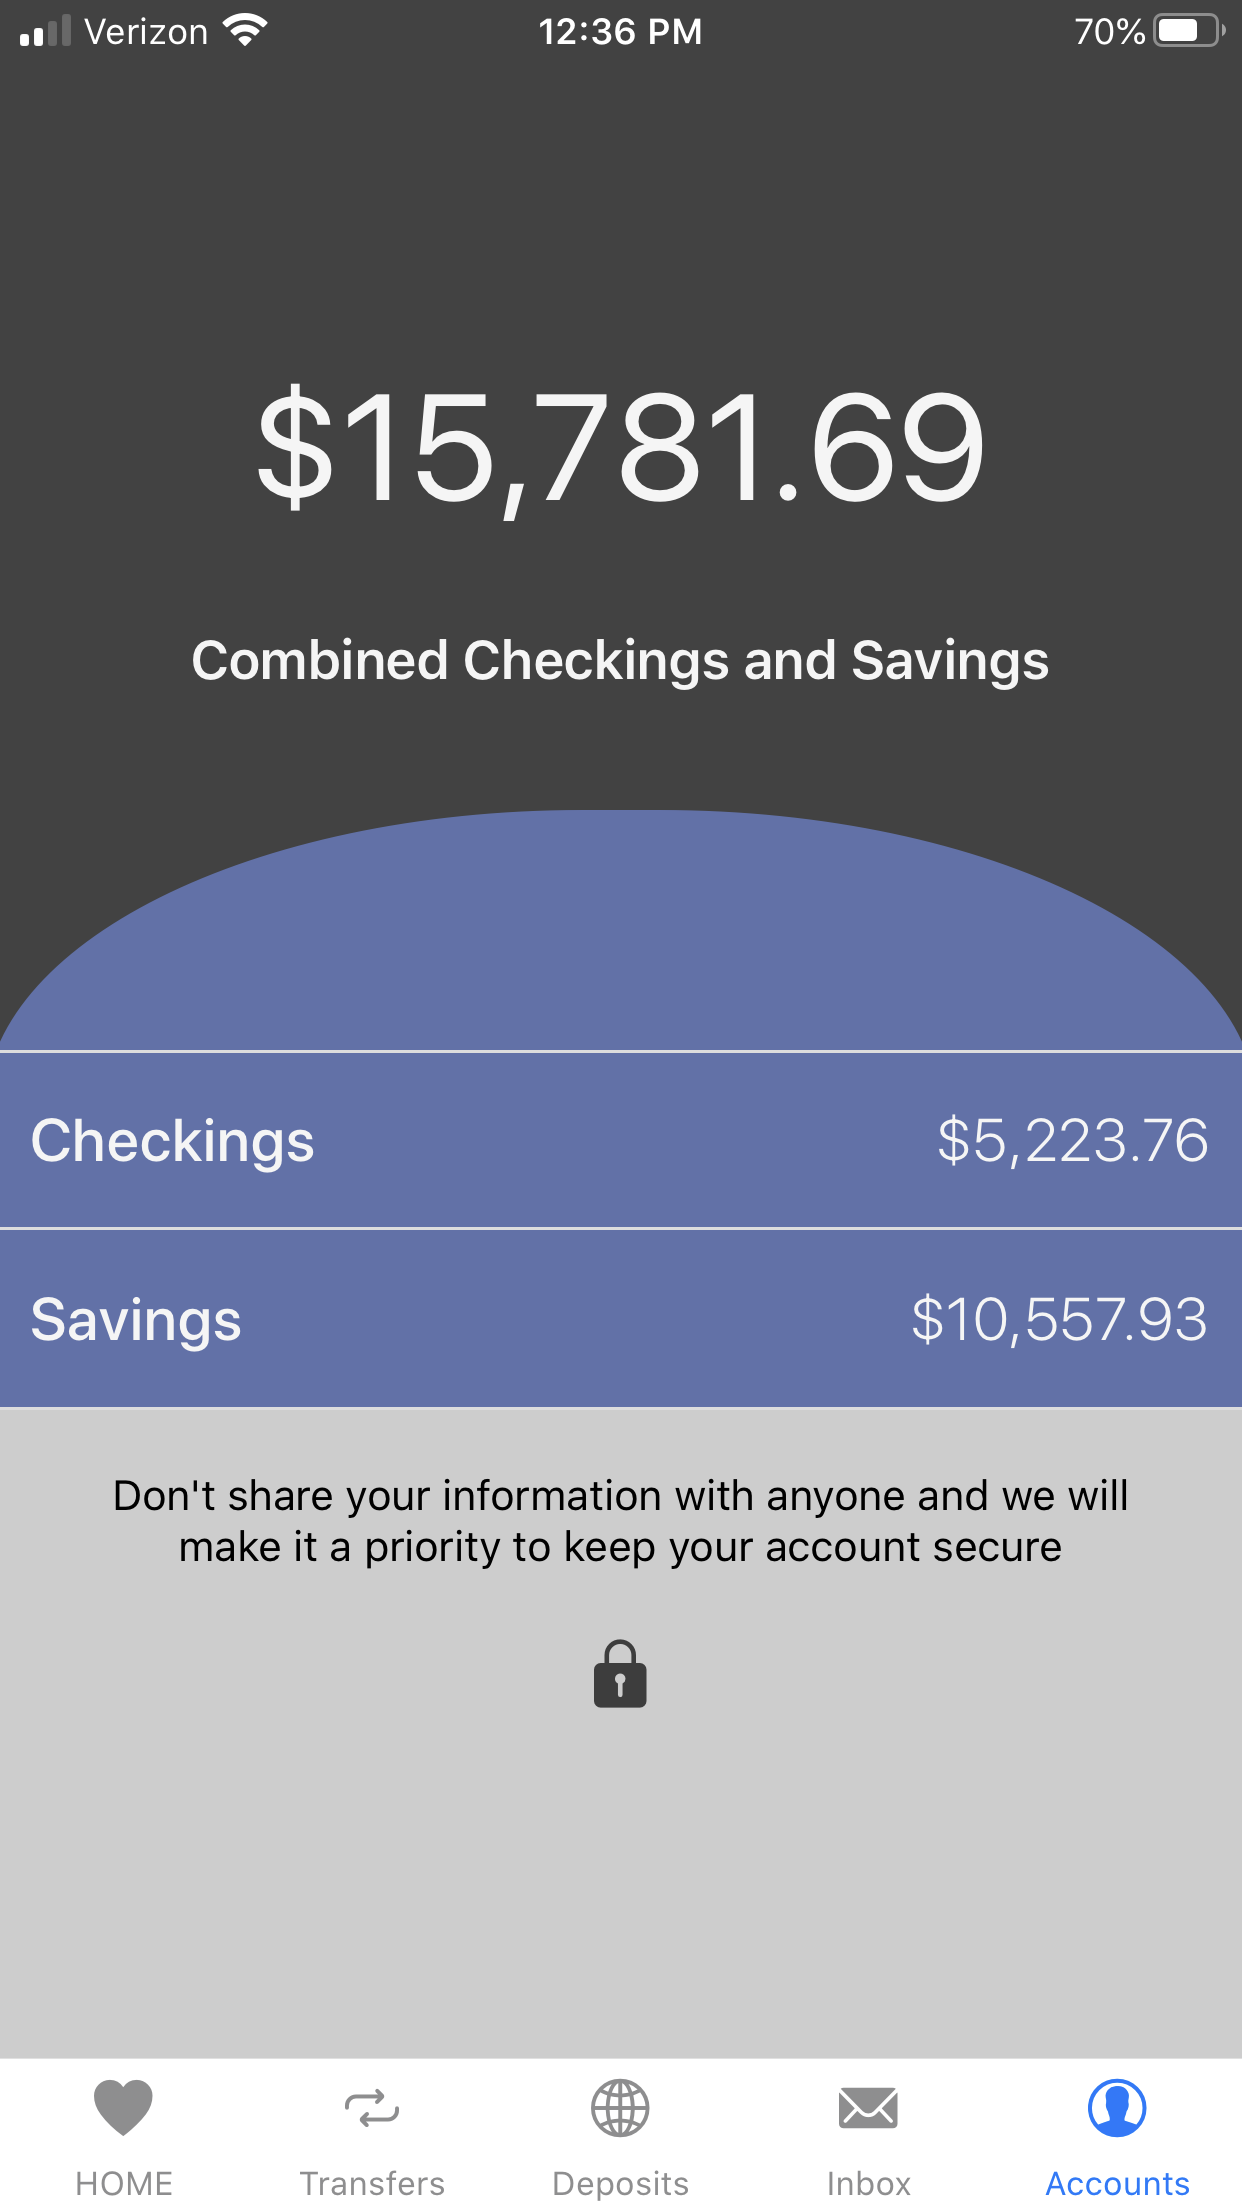 Verizon 12:36 PM 70%
$15,781.69
Combined Checkings and Savings
Checkings $5,223.76
Savings $10,557.93
Don't share your information with anyone and we will
make it a priority to keep your account secure
HOME Transfers Deposits Inbox Accounts